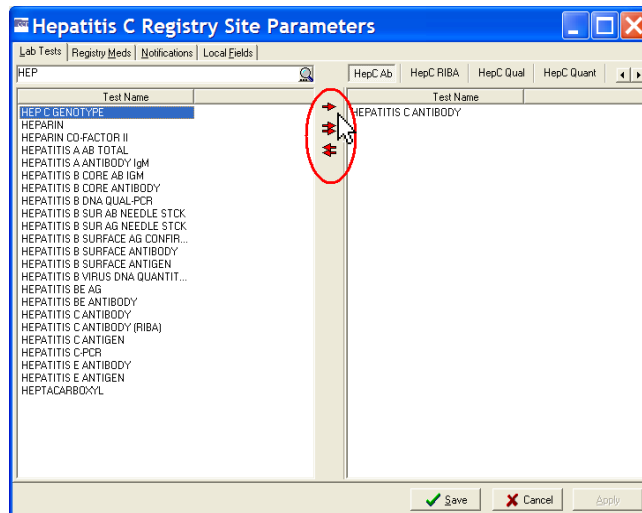 Hepatitis C Registry Site Parameters
Lab Tests Registry Meds Notifications Local Fields
HEP
HepC Ab HepC RIBA HepC Qual HepC Quant
Test Name
HEP C GENOTYPE
HEPARIN
HEPARIN CO-FACTOR II
HEPATITIS A AB TOTAL
HEPATITIS A ANTIBODY IgM
HEPATITIS B CORE AB IGM
HEPATITIS B CORE ANTIBODY
HEPATITIS B DNA QUAL-PCR
HEPATITIS B SUR AB NEEDLE STCK
HEPATITIS B SUR AG NEEDLE STCK
HEPATITIS B SURFACE AG CONFIR...
HEPATITIS B SURFACE ANTIBODY
HEPATITIS B SURFACE ANTIGEN
HEPATITIS B VIRUS DNA QUANTIT...
HEPATITIS BE AG
HEPATITIS BE ANTIBODY
HEPATITIS C ANTIBODY
HEPATITIS C ANTIBODY (RIBA)
HEPATITIS C ANTIGEN
HEPATITIS C-PCR
HEPATITIS E ANTIBODY
HEPATITIS E ANTIGEN
HEPTACARBOXYL
Test Name
HEPATITIS C ANTIBODY
Save Cancel Apply